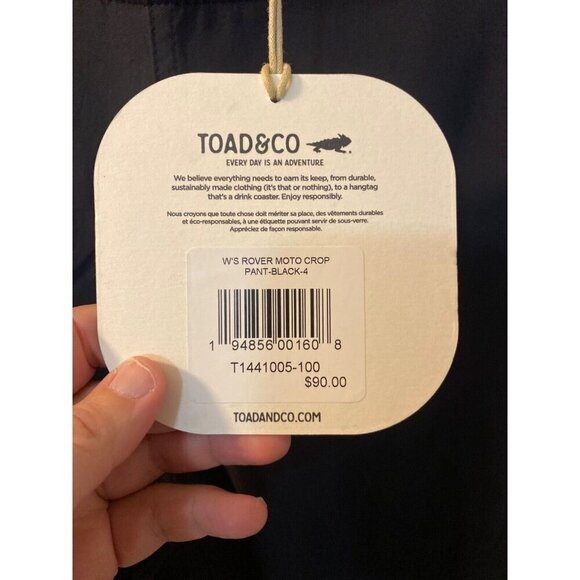 TOAD&CO
EVERY DAY IS AN ADVENTURE
We believe everything needs to earn its keep, from durable,
sustainably made clothing (it's that or nothing), to a hangtag
that's a drink coaster. Enjoy responsibly.
Nous croyons que toute chose doit mériter sa place, des vêtements durables
et éco-responsables, à une étiquette pouvant servir de sous-verre.
Appréciez de façon responsable.
W'S ROVER MOTO CROP
PANT-BLACK-4
1 94856 00160 8
T1441005-100
$90.00
TOADANDCO.COM